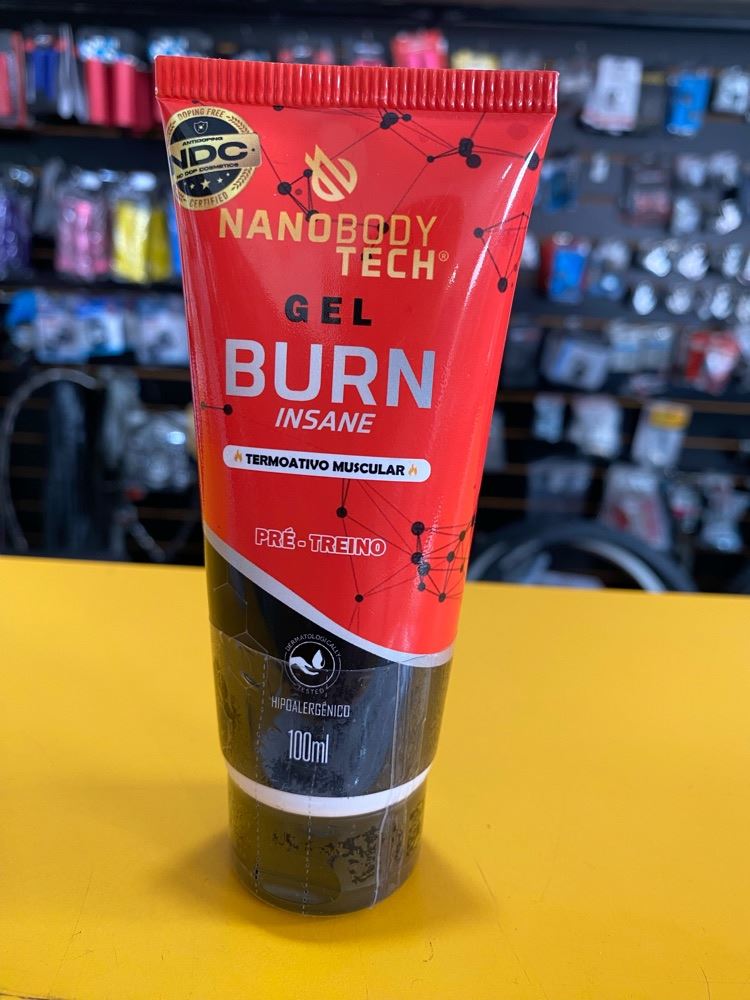 DOPING FREE
ANTIDOPING
NDC
NO DOP COSMETICS
CERTIFIED
NANOBODY
TECH®
GEL
BURN
INSANE
TERMOATIVO MUSCULAR
PRÉ - TREINO
DERMATOLOGICALLY
TESTED
HIPOALERGÊNICO
100ml